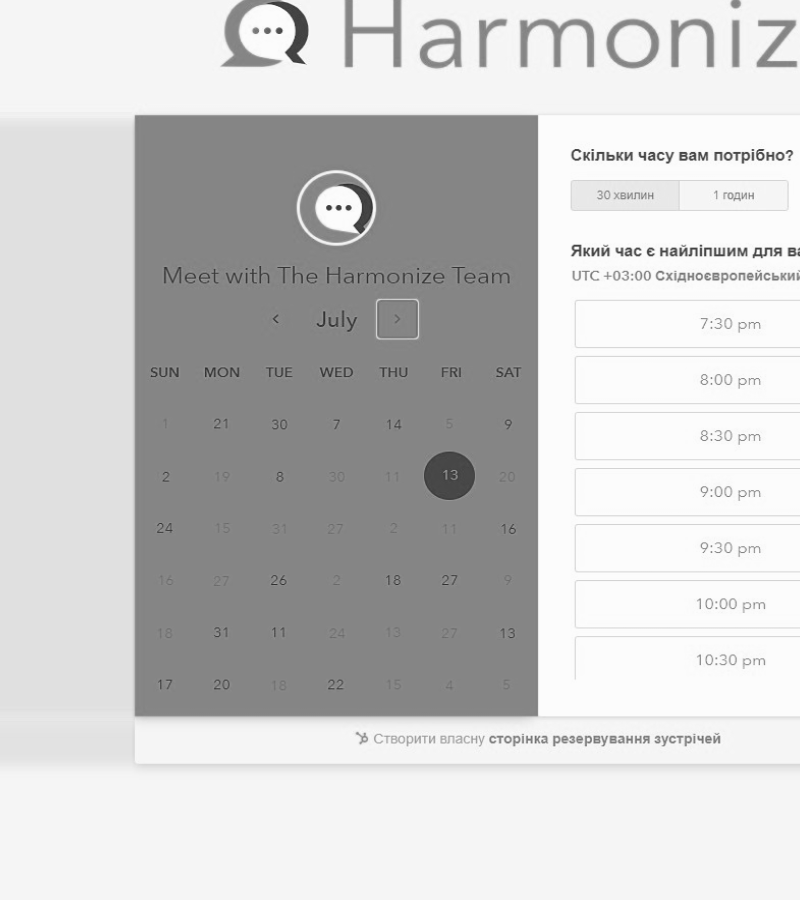 Harmoniz
Meet with The Harmonize Team
July
SUN MON TUE WED THU FRI SAT
1 21 30 7 14 5 9
2 19 8 30 11 13 20
24 15 31 27 2 11 16
16 27 26 2 18 27 9
18 31 11 24 13 27 13
17 20 18 22 15 4 5
Скільки часу вам потрібно?
30 хвилин 1 годин
Який час є найліпшим для ва
UTC +03:00 Східноєвропейський
7:30 pm
8:00 pm
8:30 pm
9:00 pm
9:30 pm
10:00 pm
10:30 pm
Створити власну сторінка резервування зустрічей